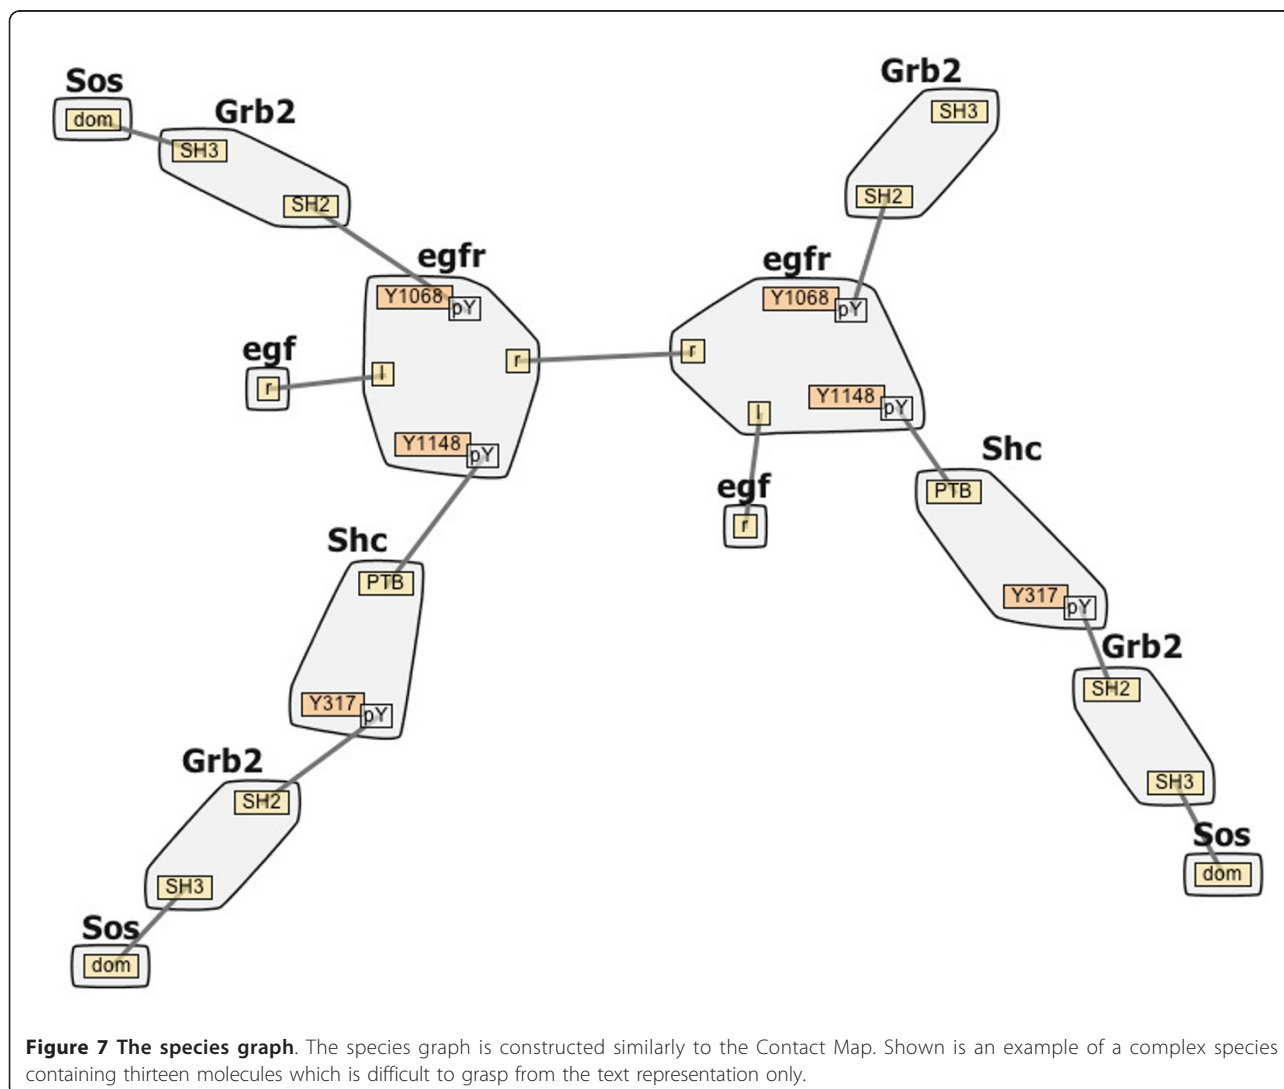 Grb2
Sos
SH3
Grb2
dom
SH3
SH2
SH2
egfr
egfr
Y1068
pY
Y1068
pY
egf
r
l
r
r
Y1148
pY
l
Y1148
pY
Shc
egf
r
PTB
Shc
PTB
Y317
pY
Grb2
SH2
Y317
pY
Grb2
SH2
SH3
Sos
dom
SH3
Sos
dom
Figure 7 The species graph. The species graph is constructed similarly to the Contact Map. Shown is an example of a complex species
containing thirteen molecules which is difficult to grasp from the text representation only.